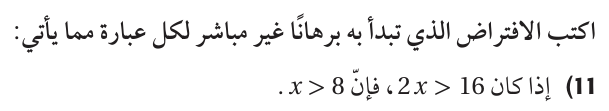 اكتب الافتراض الذي تبدأ به برهانًا غير مباشر لكل عبارة مما يأتي:
11) إذا كان 2x > 16 ، فإنّ x > 8 .